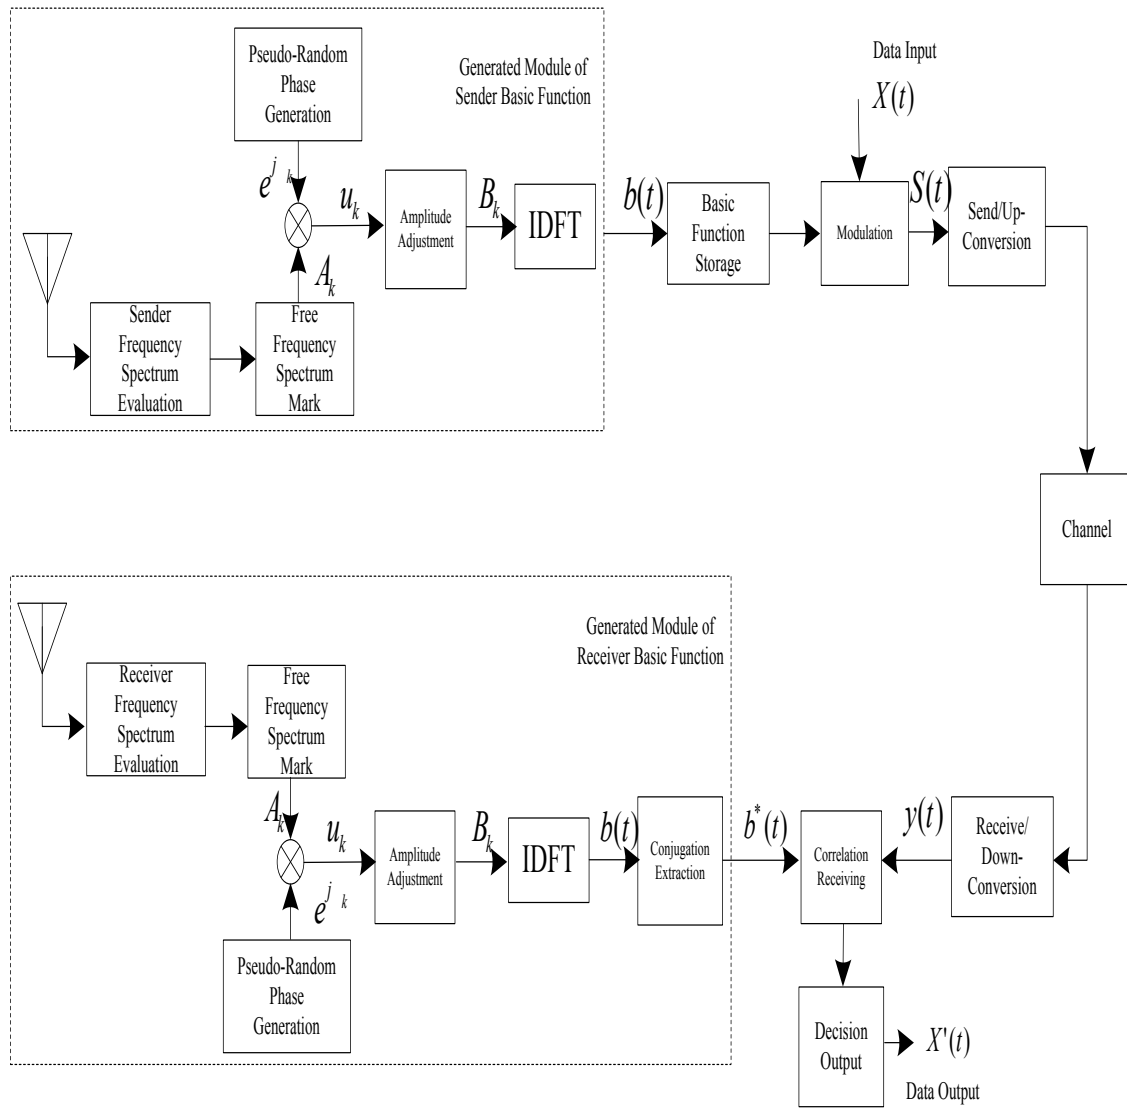 Pseudo-Random
Phase
Generation
Generated Module of
Sender Basic Function
Data Input
X(t)
e^{j k}
u_k
Amplitude
Adjustment
B_k
IDFT
b(t)
Basic
Function
Storage
Modulation
S(t)
Send/Up-
Conversion
A_k
Sender
Frequency
Spectrum
Evaluation
Free
Frequency
Spectrum
Mark
Channel
Generated Module of
Receiver Basic Function
Receiver
Frequency
Spectrum
Evaluation
Free
Frequency
Spectrum
Mark
A_k
u_k
e^{j k}
Amplitude
Adjustment
B_k
IDFT
b(t)
Conjugation
Extraction
b^*(t)
Correlation
Receiving
y(t)
Receive/
Down-
Conversion
Pseudo-Random
Phase
Generation
Decision
Output
X'(t)
Data Output